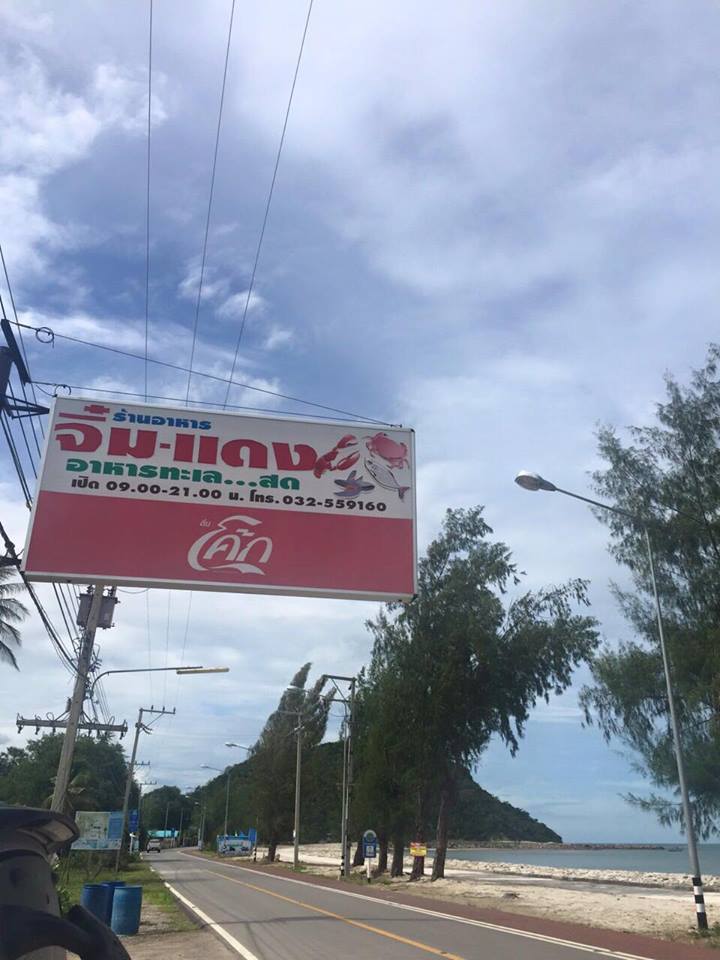 ร้านอาหาร
จิ๋ม-แดง
อาหารทะเล...สด
เปิด 09.00-21.00 น. โทร.032-559160
ดื่ม
โค้ก